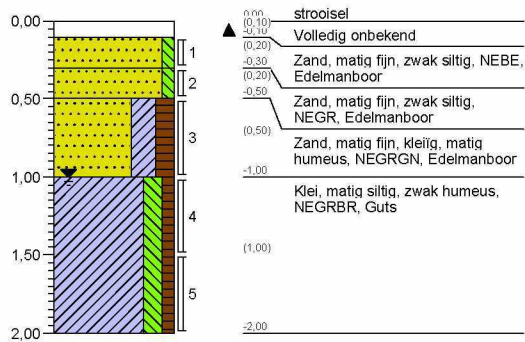 0,00
0,50
1,00
1,50
2,00
1
2
3
4
5
0,00
(0,10)
-0,10
(0,20)
-0,30
(0,20)
-0,50
(0,50)
-1,00
(1,00)
-2,00
strooisel
Volledig onbekend
Zand, matig fijn, zwak siltig, NEBE,
Edelmanboor
Zand, matig fijn, zwak siltig,
NEGR, Edelmanboor
Zand, matig fijn, kleiïg, matig
humeus, NEGRGN, Edelmanboor
Klei, matig siltig, zwak humeus,
NEGRBR, Guts